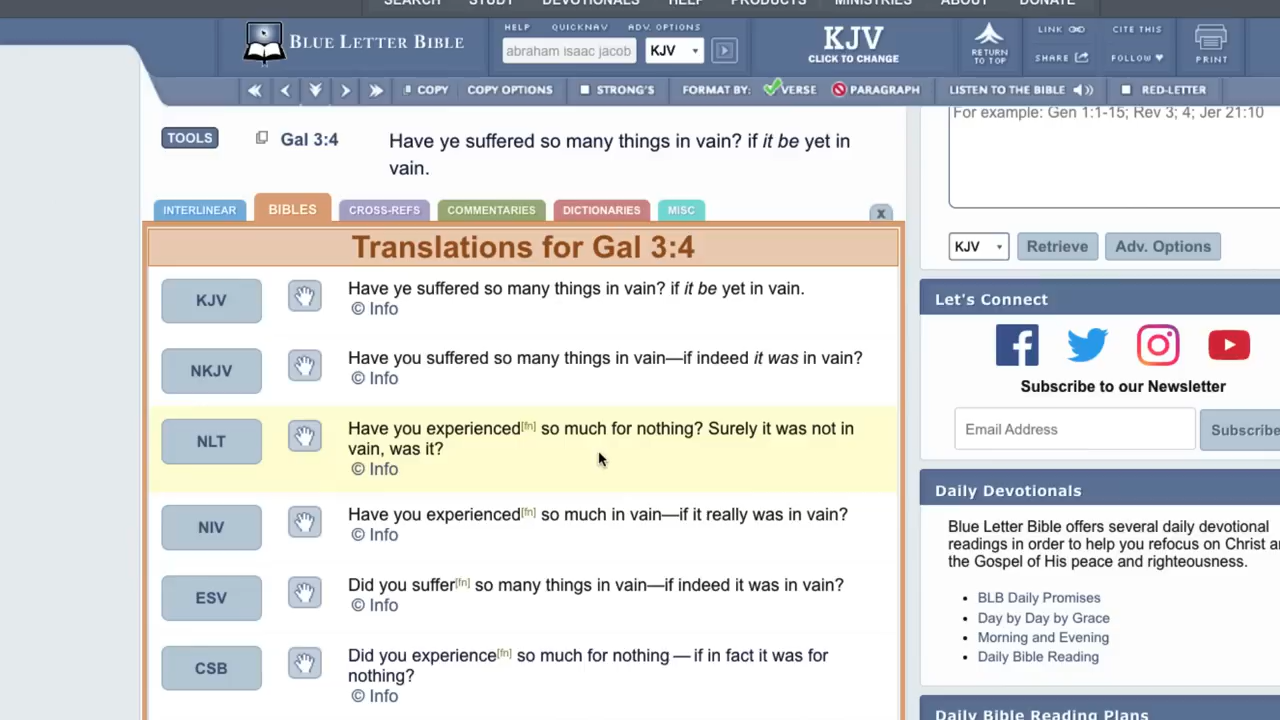 SEARCH STUDY DEVOTIONALS HELP PRODUCTS MINISTRIES ABOUT DONATE
BLUE LETTER BIBLE
HELP QUICKNAV ADV. OPTIONS
abraham isaac jacob KJV
KJV
CLICK TO CHANGE
RETURN
TO TOP
LINK CITE THIS
SHARE FOLLOW
PRINT
COPY COPY OPTIONS STRONG'S FORMAT BY: VERSE PARAGRAPH LISTEN TO THE BIBLE RED-LETTER
TOOLS Gal 3:4 Have ye suffered so many things in vain? if it be yet in
vain.
INTERLINEAR BIBLES CROSS-REFS COMMENTARIES DICTIONARIES MISC X
Translations for Gal 3:4
KJV Have ye suffered so many things in vain? if it be yet in vain.
© Info
NKJV Have you suffered so many things in vain—if indeed it was in vain?
© Info
NLT Have you experienced[fn] so much for nothing? Surely it was not in
vain, was it?
© Info
NIV Have you experienced[fn] so much in vain—if it really was in vain?
© Info
ESV Did you suffer[fn] so many things in vain—if indeed it was in vain?
© Info
CSB Did you experience[fn] so much for nothing — if in fact it was for
nothing?
© Info
For example: Gen 1:1-15; Rev 3; 4; Jer 21:10
KJV Retrieve Adv. Options
Let's Connect
Subscribe to our Newsletter
Email Address Subscribe
Daily Devotionals
Blue Letter Bible offers several daily devotional
readings in order to help you refocus on Christ a
the Gospel of His peace and righteousness.
• BLB Daily Promises
• Day by Day by Grace
• Morning and Evening
• Daily Bible Reading
Daily Bible Reading Plans